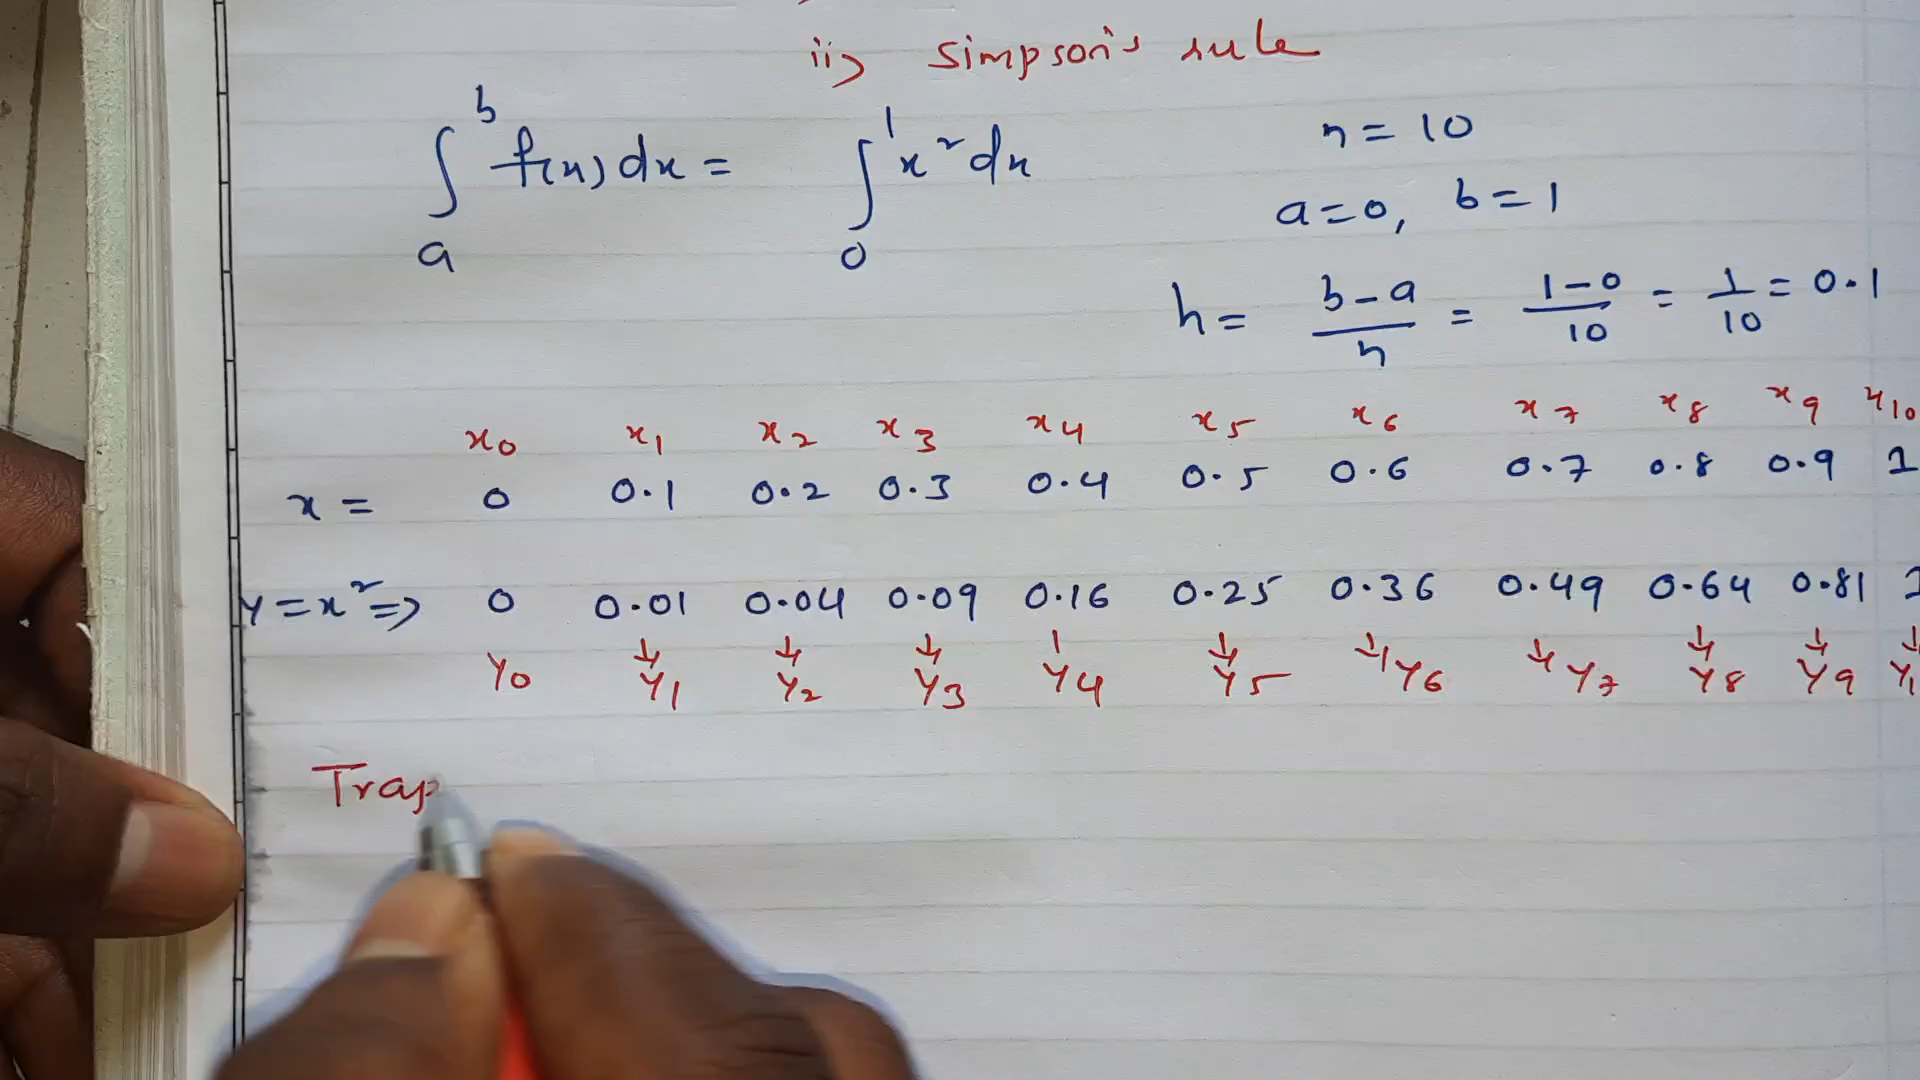 ii) Simpson's rule
∫ₐᵇ f(x) dx = ∫₀¹ x² dx
n = 10
a = 0, b = 1
h = (b-a)/n = (1-0)/10 = 1/10 = 0.1
x₀ x₁ x₂ x₃ x₄ x₅ x₆ x₇ x₈ x₉ x₁₀
x = 0 0.1 0.2 0.3 0.4 0.5 0.6 0.7 0.8 0.9 1
y = x² => 0 0.01 0.04 0.09 0.16 0.25 0.36 0.49 0.64 0.81 1
y₀ y₁ y₂ y₃ y₄ y₅ y₆ y₇ y₈ y₉ y₁
Trap